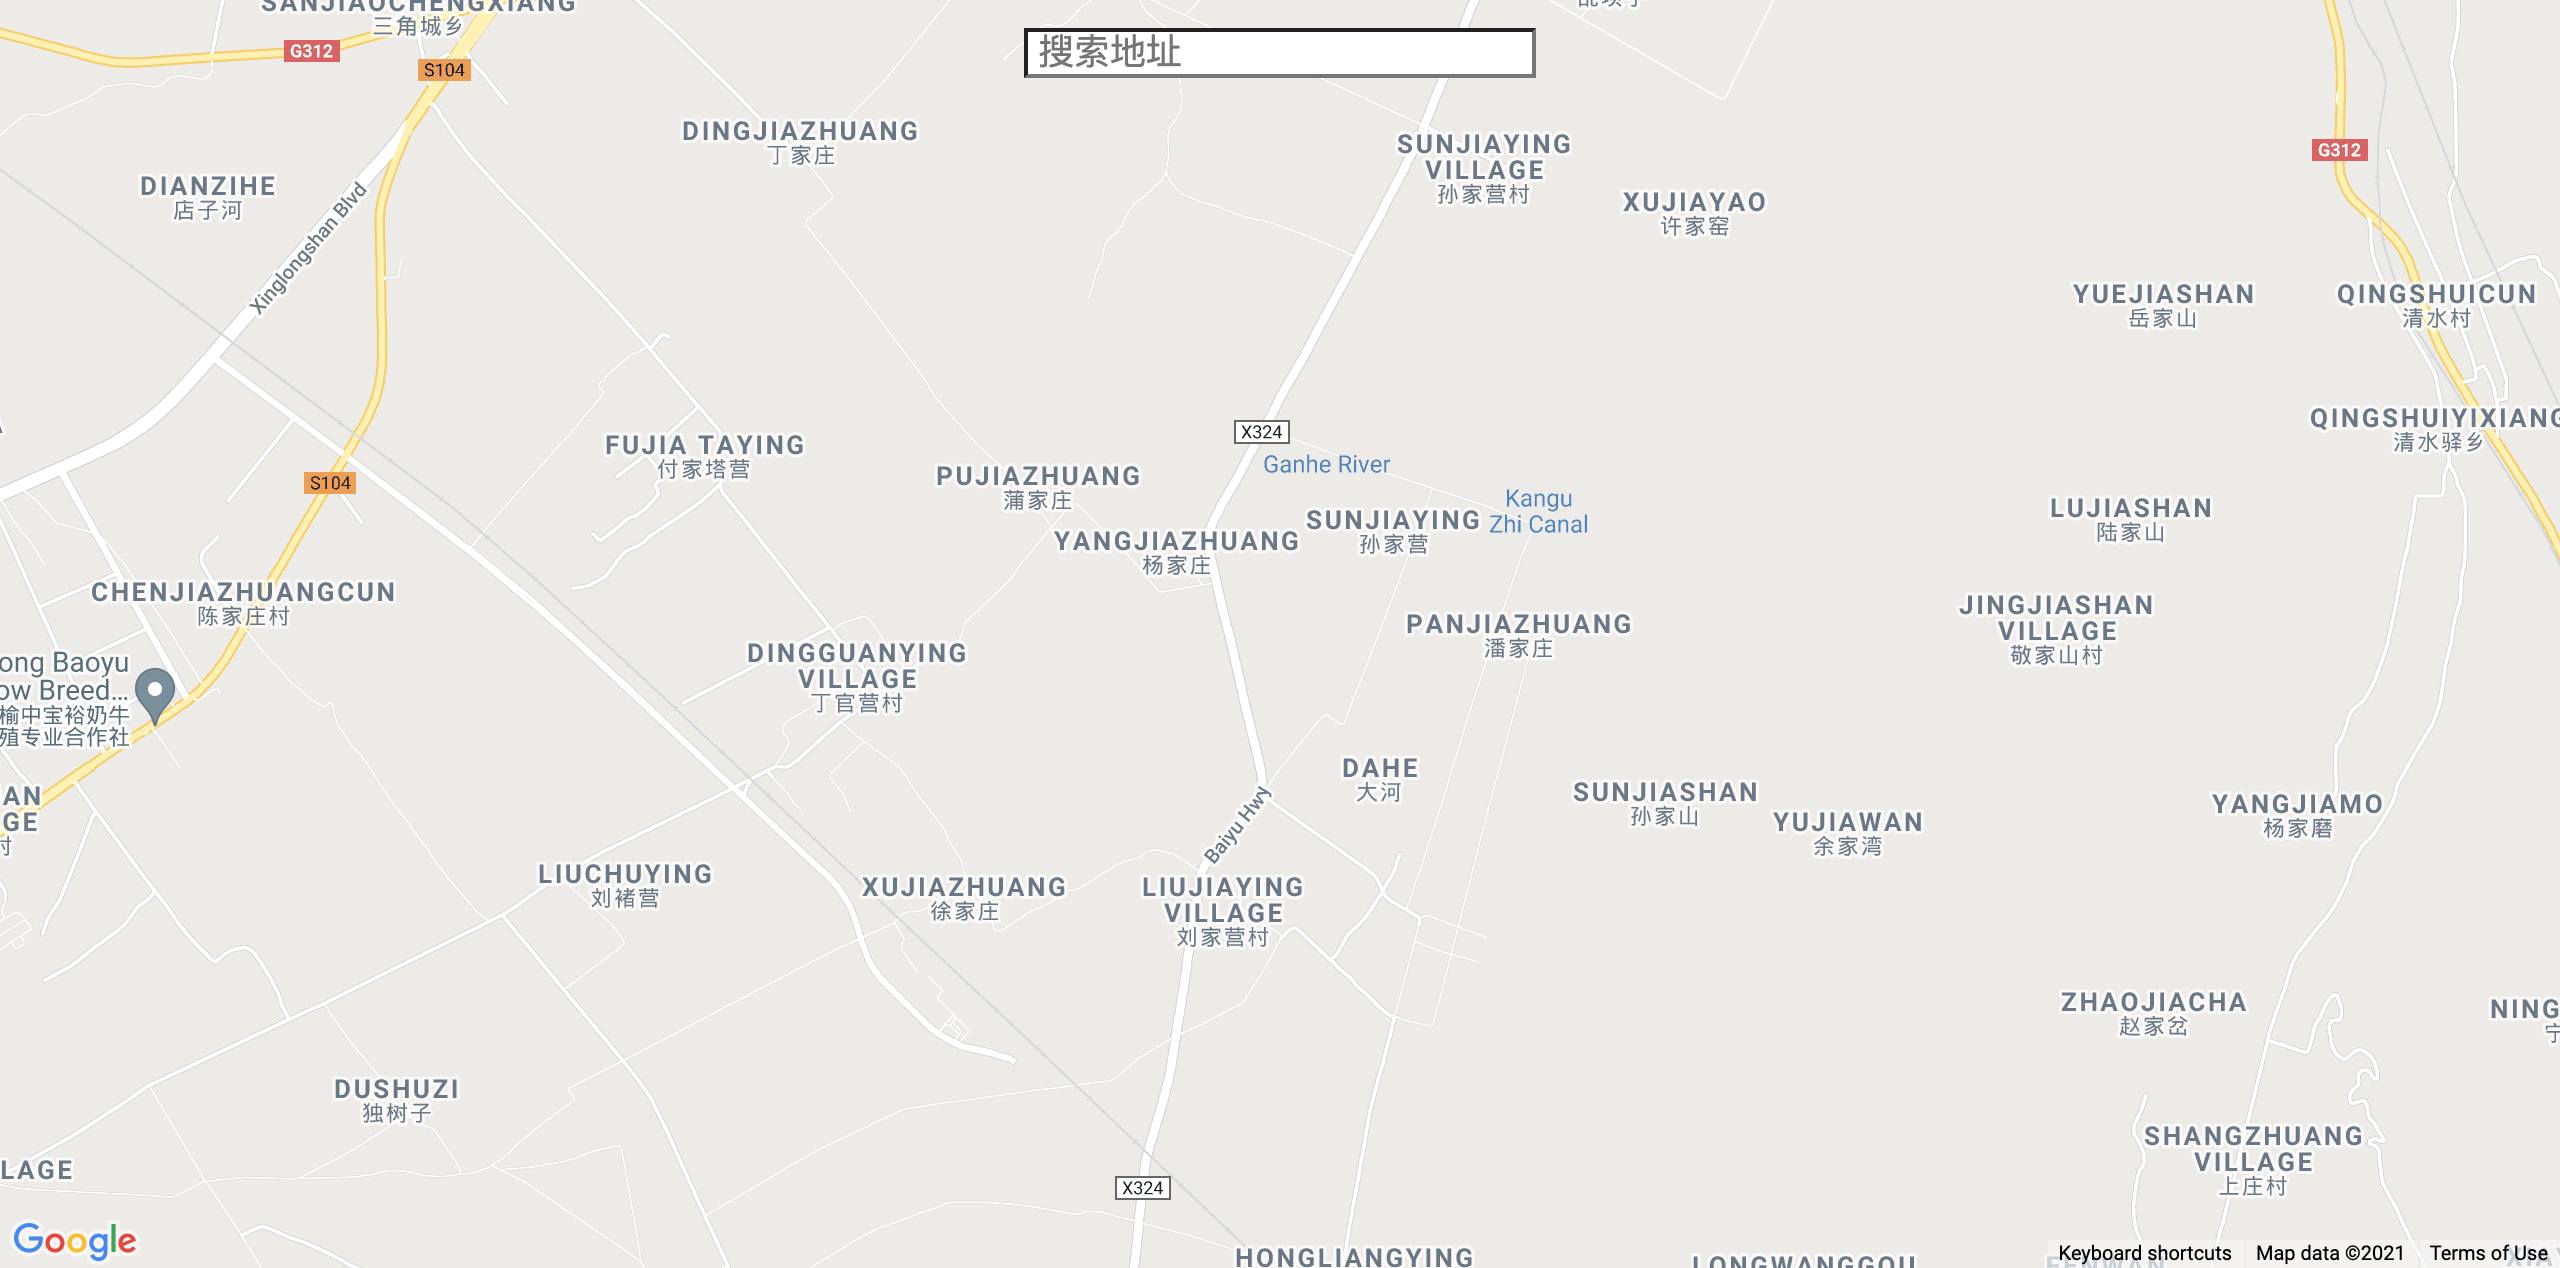 SANJIAOCHENGXIANG
三角城乡
G312
S104
搜索地址
DINGJIAZHUANG
丁家庄
SUNJIAYING
VILLAGE
孙家营村
G312
DIANZIHE
店子河
Xinglongshan Blvd
XUJIAYAO
许家窑
YUEJIASHAN
岳家山
QINGSHUICUN
清水村
X324
FUJIA TAYING
付家塔营
Ganhe River
QINGSHUIYIXIANG
清水驿乡
S104
PUJIAZHUANG
蒲家庄
Kangu
Zhi Canal
SUNJIAYING
孙家营
LUJIASHAN
陆家山
YANGJIAZHUANG
杨家庄
CHENJIAZHUANGCUN
陈家庄村
PANJIAZHUANG
潘家庄
JINGJIASHAN
VILLAGE
敬家山村
DINGGUANYING
VILLAGE
丁官营村
ong Baoyu
ow Breed...
榆中宝裕奶牛
殖专业合作社
DAHE
大河
SUNJIASHAN
孙家山
YUJIAWAN
余家湾
YANGJIAMO
杨家磨
AN
GE
村
Baiyu Hwy
LIUCHUYING
刘褚营
XUJIAZHUANG
徐家庄
LIUJIAYING
VILLAGE
刘家营村
ZHAOJIACHA
赵家岔
NING
宁
DUSHUZI
独树子
SHANGZHUANG
VILLAGE
上庄村
LAGE
X324
Google
HONGLIANGYING
LONGWANGGOU
Keyboard shortcuts
Map data ©2021
Terms of Use